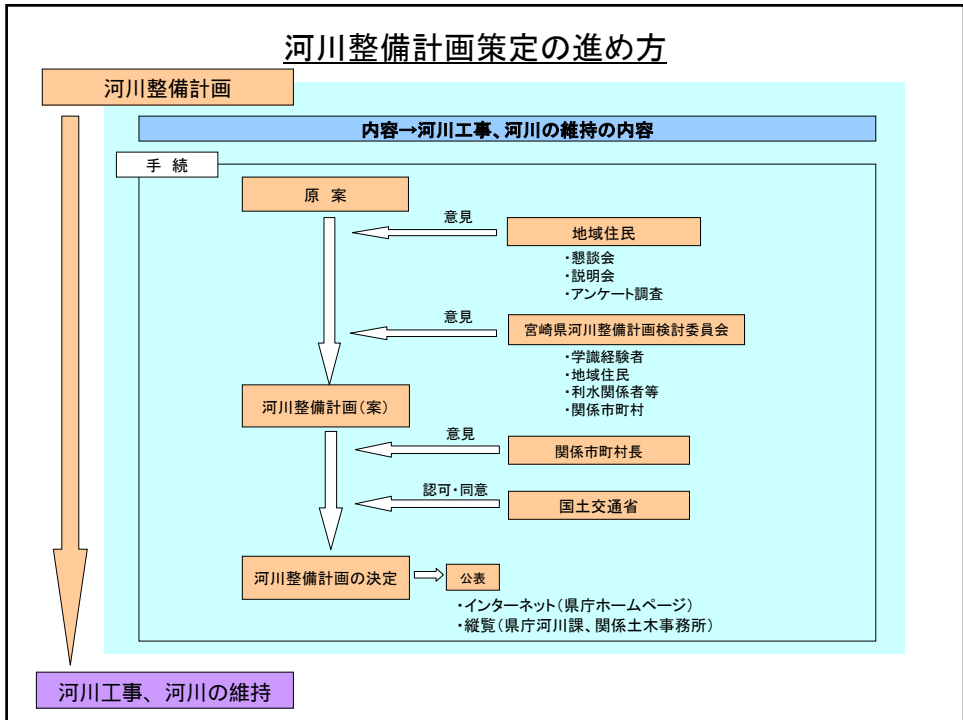 河川整備計画策定の進め方
河川整備計画
内容→河川工事、河川の維持の内容
手 続
原 案
意見
地域住民
・懇談会
・説明会
・アンケート調査
意見
宮崎県河川整備計画検討委員会
・学識経験者
・地域住民
・利水関係者等
・関係市町村
河川整備計画(案)
意見
関係市町村長
認可・同意
国土交通省
河川整備計画の決定
公表
・インターネット(県庁ホームページ)
・縦覧(県庁河川課、関係土木事務所)
河川工事、河川の維持